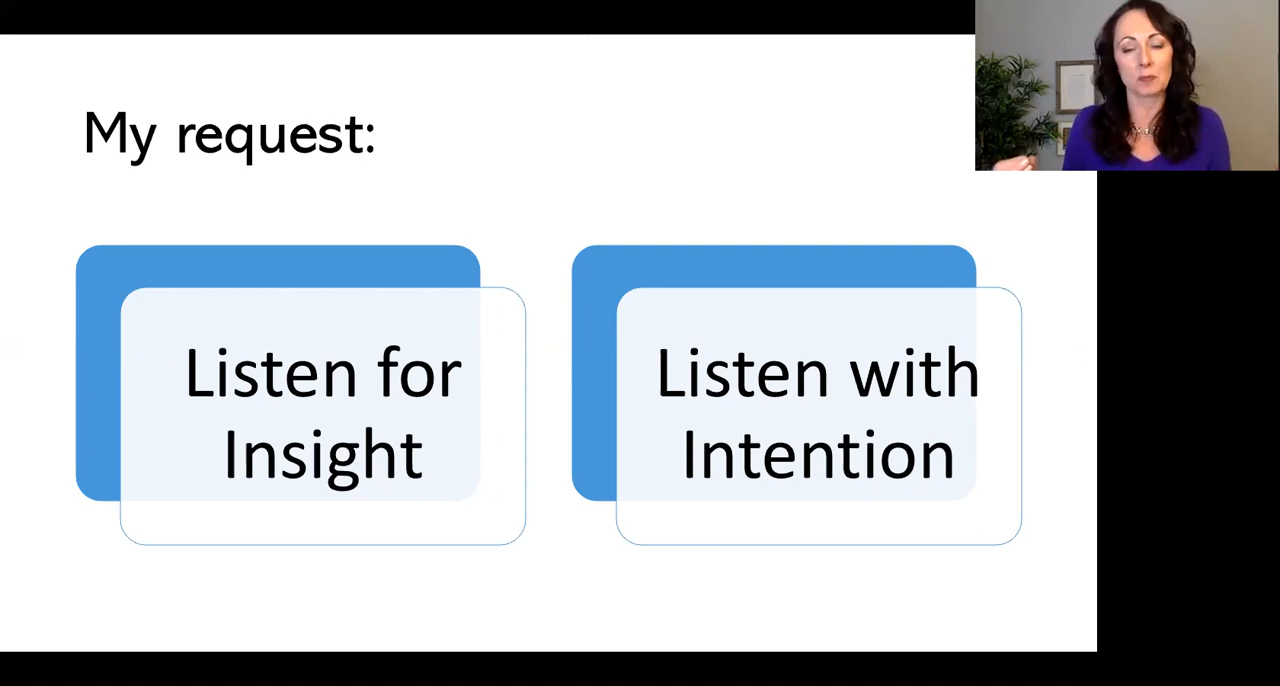 My request:
Listen for
Insight
Listen with
Intention